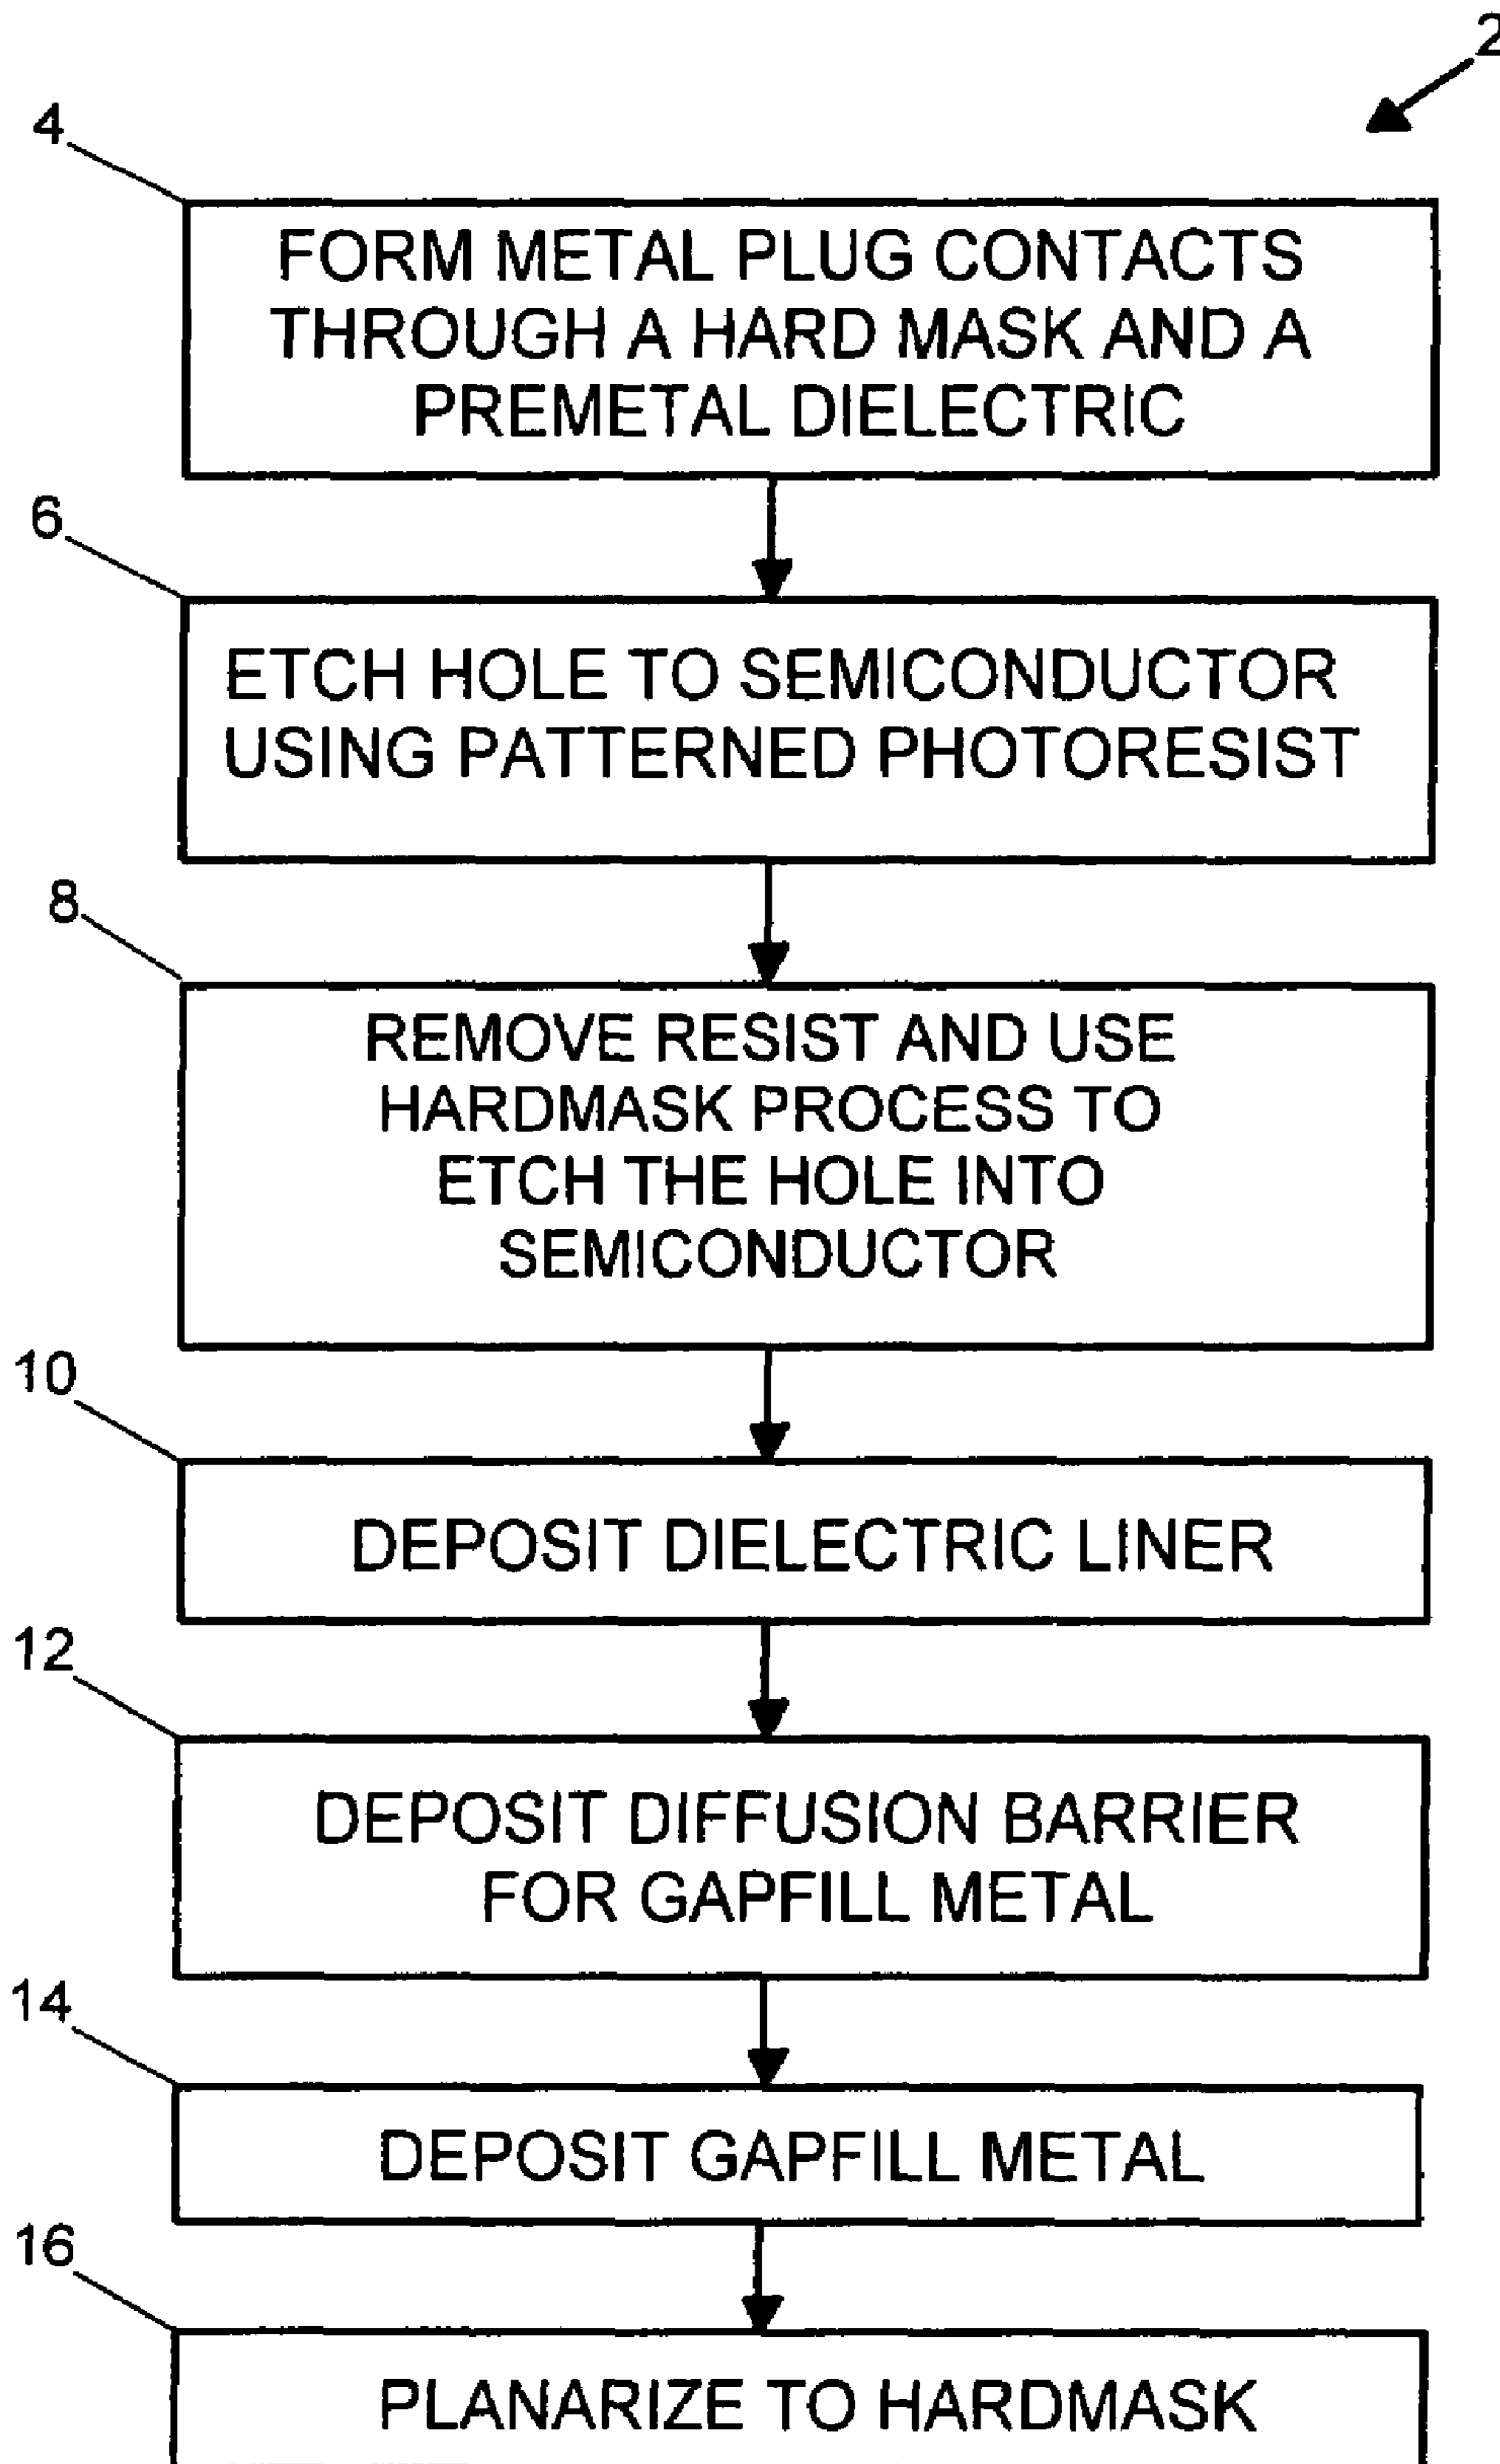 2
4
FORM METAL PLUG CONTACTS
THROUGH A HARD MASK AND A
PREMETAL DIELECTRIC
6
ETCH HOLE TO SEMICONDUCTOR
USING PATTERNED PHOTORESIST
8
REMOVE RESIST AND USE
HARDMASK PROCESS TO
ETCH THE HOLE INTO
SEMICONDUCTOR
10
DEPOSIT DIELECTRIC LINER
12
DEPOSIT DIFFUSION BARRIER
FOR GAPFILL METAL
14
DEPOSIT GAPFILL METAL
16
PLANARIZE TO HARDMASK